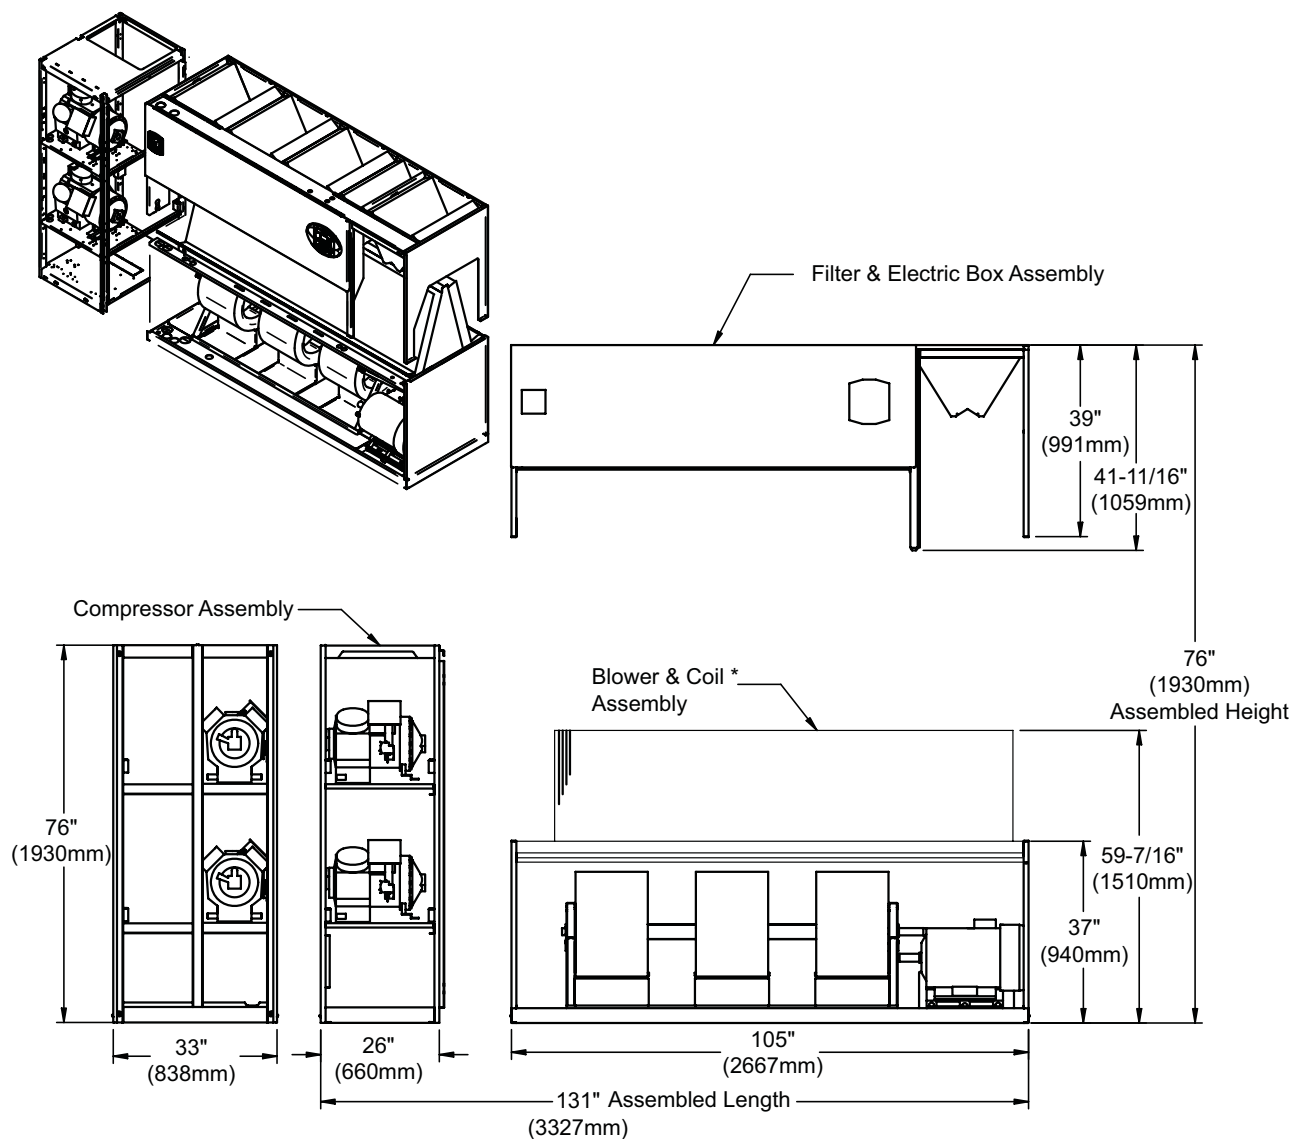 Filter & Electric Box Assembly
39"
(991mm)
41-11/16"
(1059mm)
Compressor Assembly
Blower & Coil *
Assembly
76"
(1930mm)
Assembled Height
76"
(1930mm)
59-7/16"
(1510mm)
37"
(940mm)
33"
(838mm)
26"
(660mm)
105"
(2667mm)
131" Assembled Length
(3327mm)